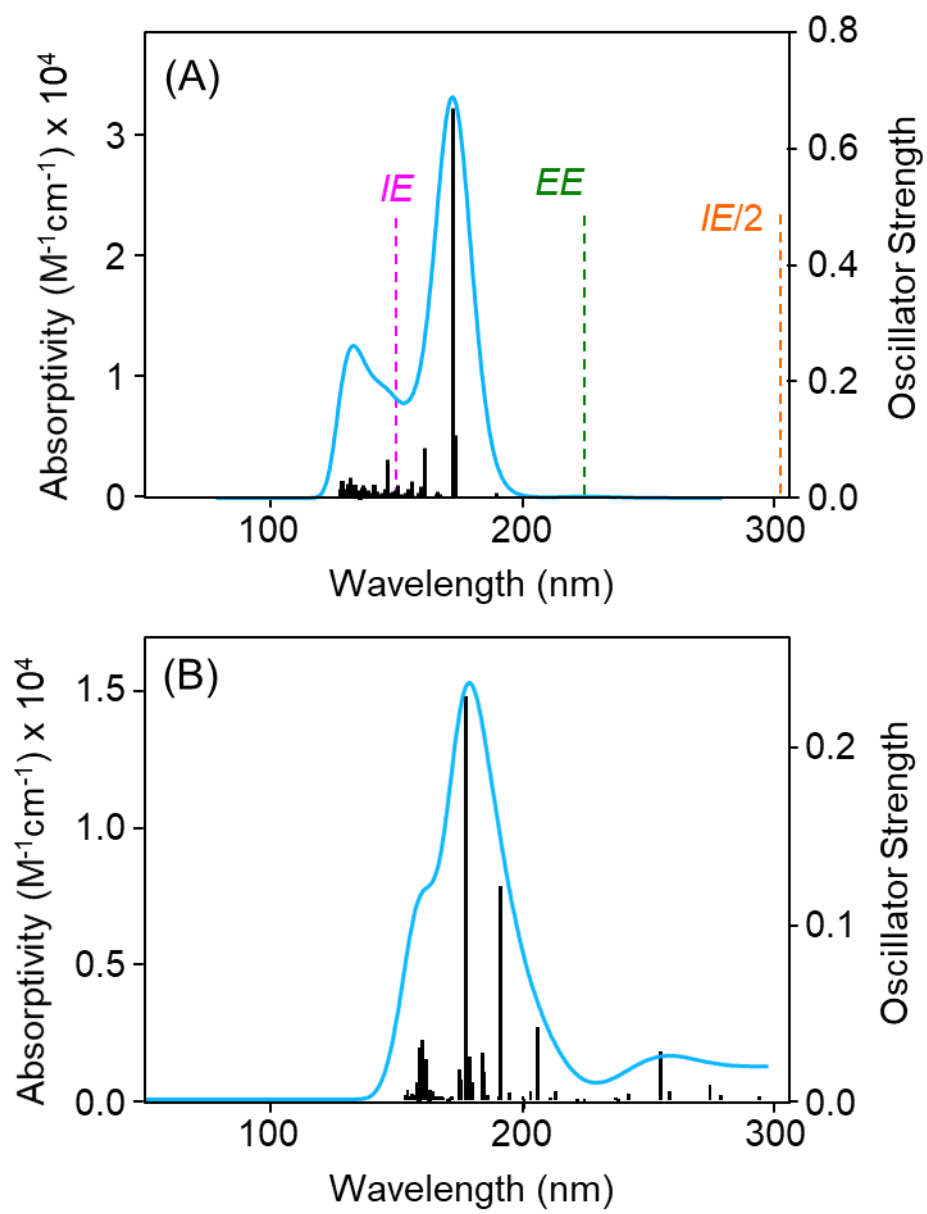 (A)
Absorptivity (M⁻¹cm⁻¹) x 10⁴
3
2
1
0
0.8
0.6
0.4
0.2
0.0
Oscillator Strength
IE
EE
IE/2
100
200
300
Wavelength (nm)
(B)
Absorptivity (M⁻¹cm⁻¹) x 10⁴
1.5
1.0
0.5
0.0
0.2
0.1
0.0
Oscillator Strength
100
200
300
Wavelength (nm)